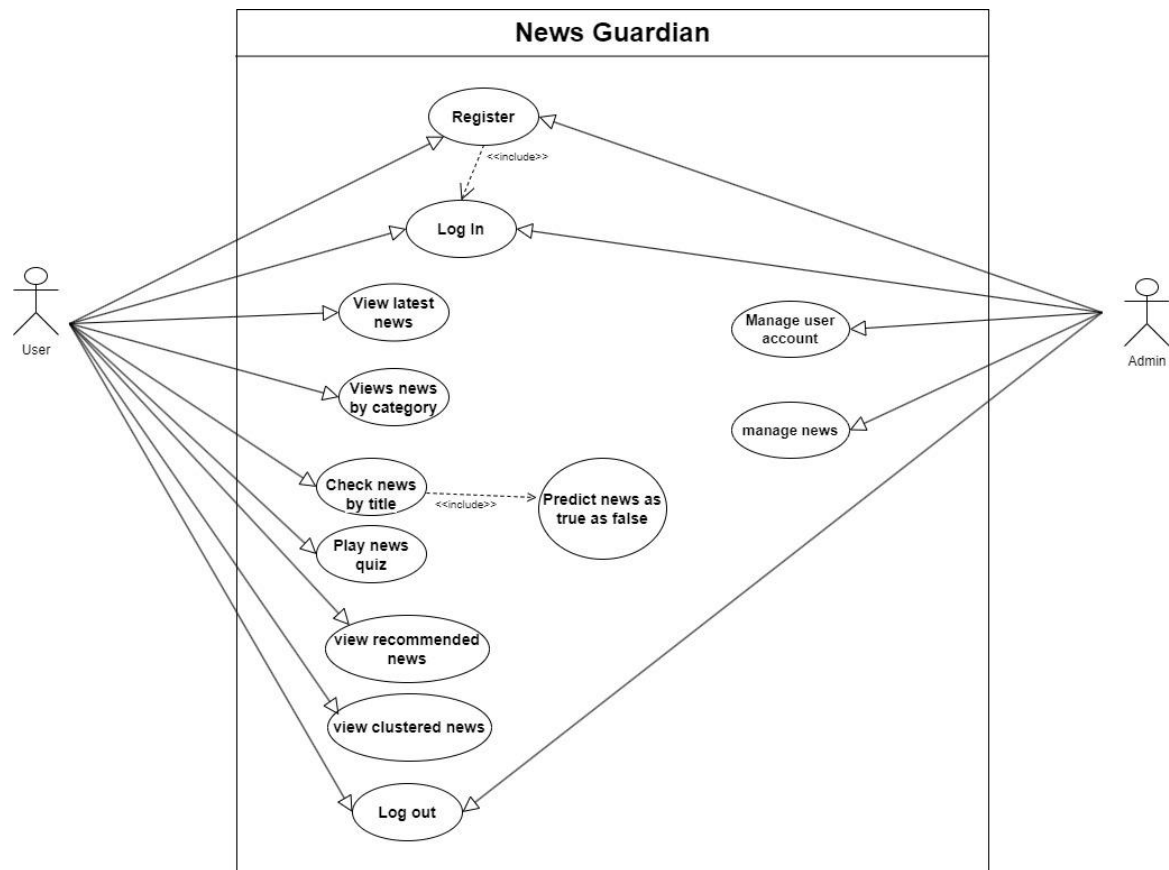 News Guardian
Register
<<include>>
Log In
User
View latest
news
Manage user
account
Admin
Views news
by category
manage news
Check news
by title
<<include>>
Predict news as
true as false
Play news
quiz
view recommended
news
view clustered news
Log out